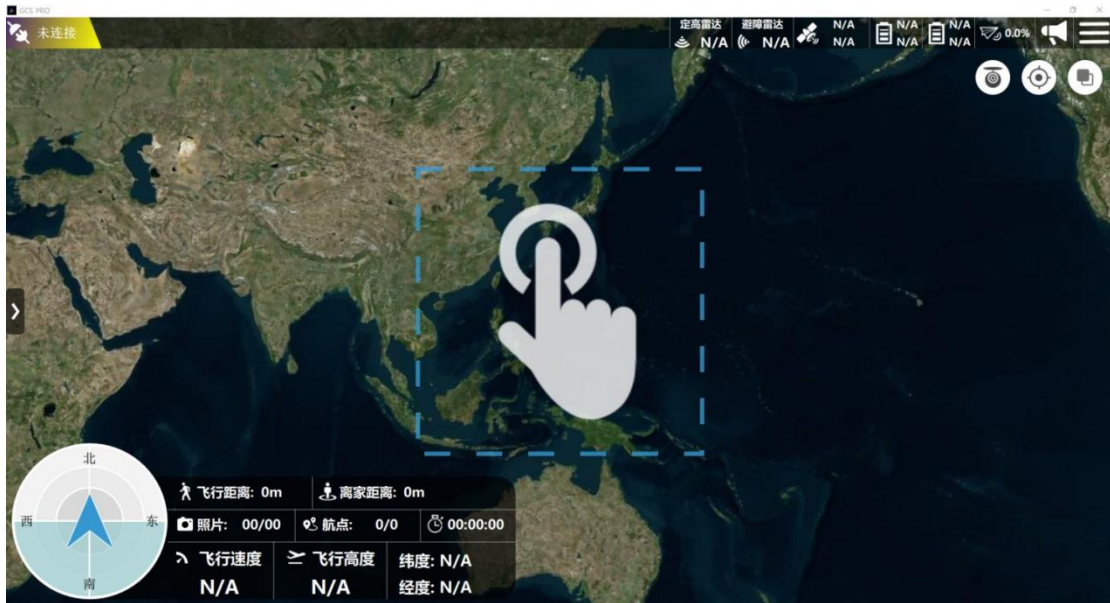 GCS PRO
未连接
定高雷达 N/A
避障雷达 N/A
N/A
N/A
N/A
N/A
N/A
N/A
0.0%
北
西
东
南
飞行距离: 0m
离家距离: 0m
照片: 00/00
航点: 0/0
00:00:00
飞行速度
N/A
飞行高度
N/A
纬度: N/A
经度: N/A